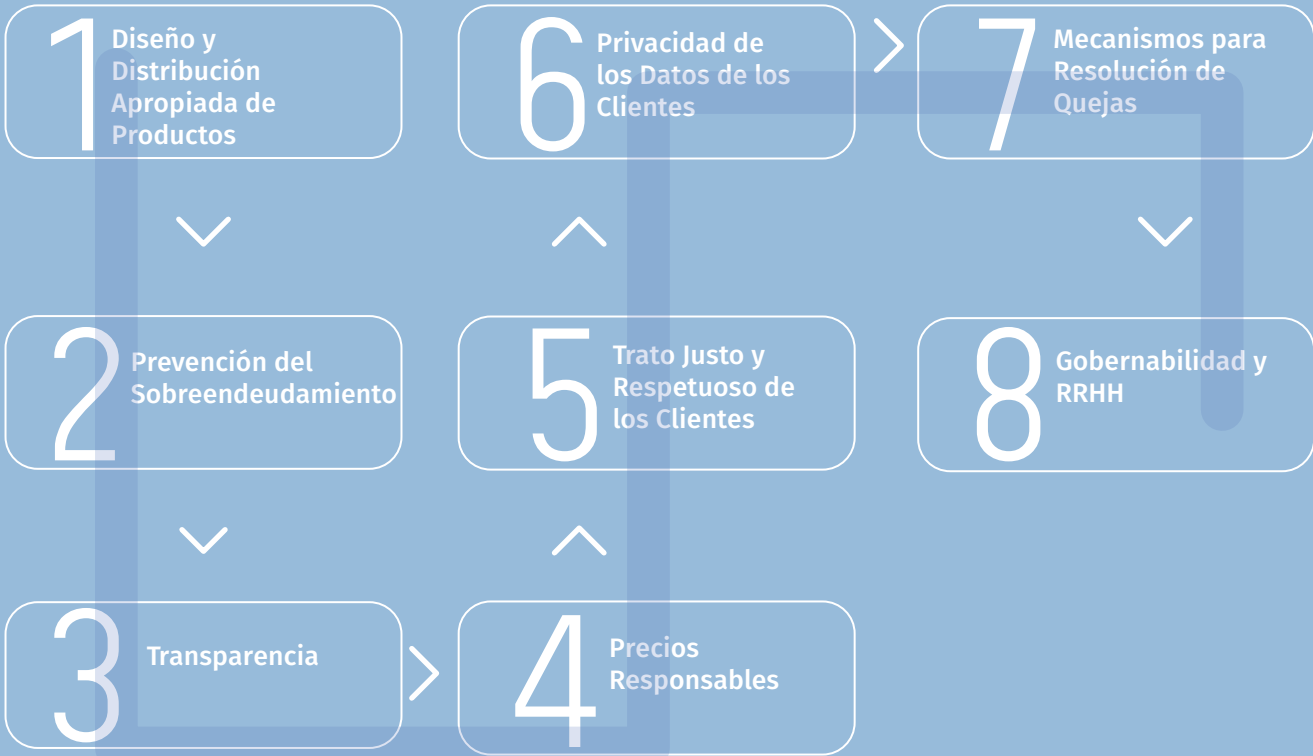 1
Diseño y
Distribución
Apropiada de
Productos
2
Prevención del
Sobreendeudamiento
3
Transparencia
4
Precios
Responsables
5
Trato Justo y
Respetuoso de
los Clientes
6
Privacidad de
los Datos de los
Clientes
7
Mecanismos para
Resolución de
Quejas
8
Gobernabilidad y
RRHH